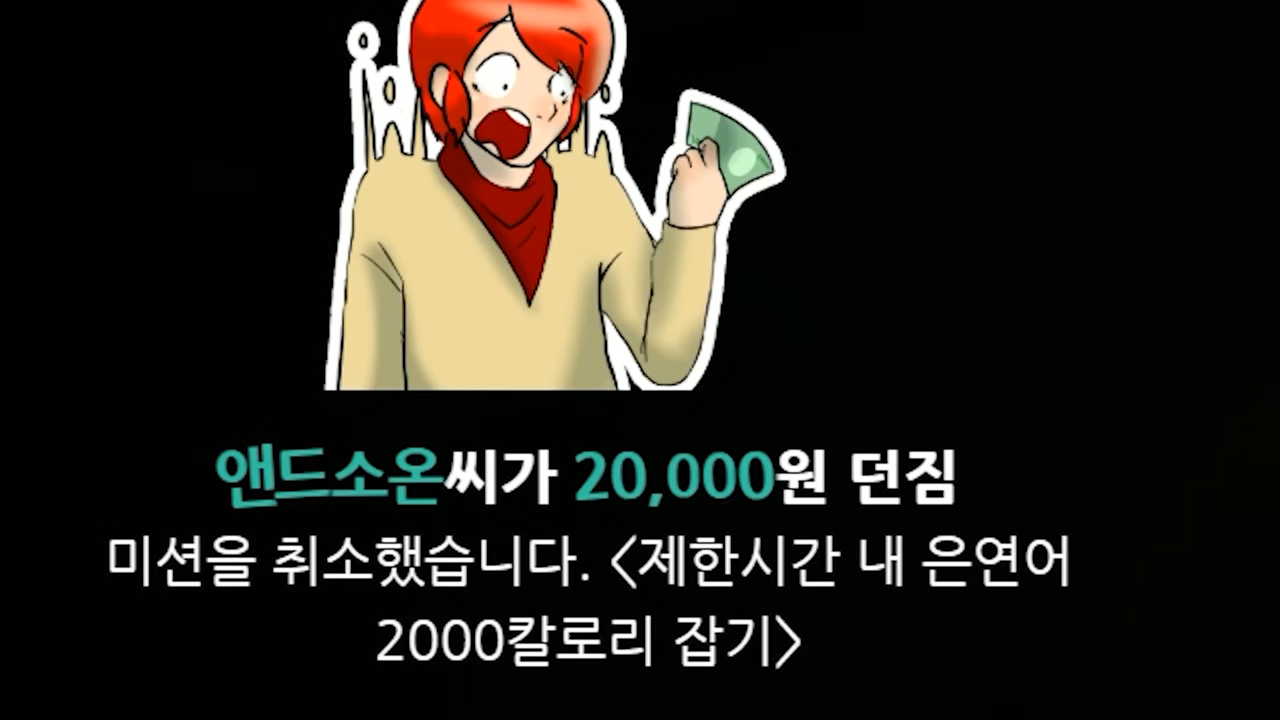 앤드소온씨가 20,000원 던짐
미션을 취소했습니다. <제한시간 내 은연어
2000칼로리 잡기>